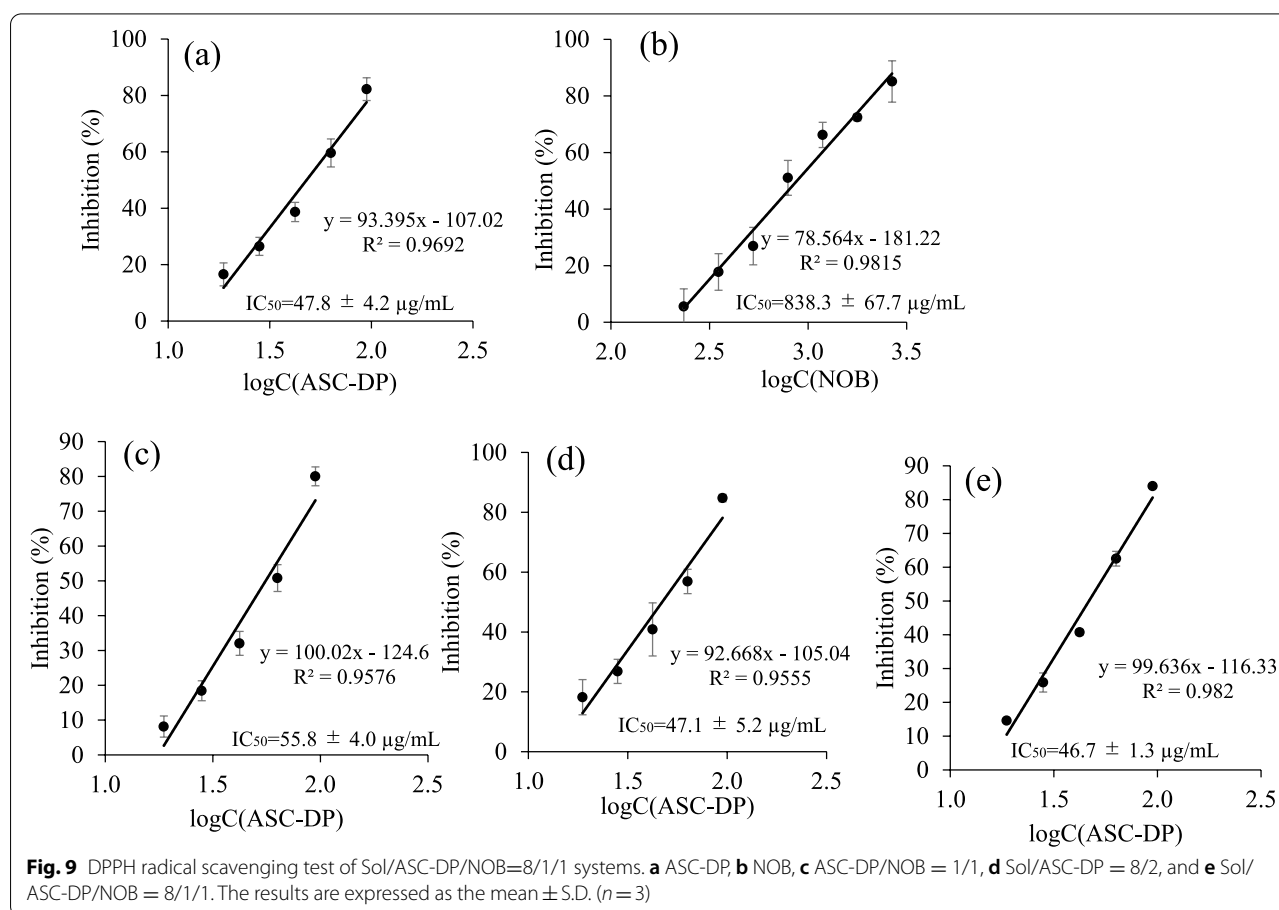 (a)
100
80
60
40
20
0
Inhibition (%)
y = 93.395x - 107.02
R² = 0.9692
IC50=47.8 ± 4.2 µg/mL
1.0 1.5 2.0 2.5
logC(ASC-DP)
(b)
100
80
60
40
20
0
Inhibition (%)
y = 78.564x - 181.22
R² = 0.9815
IC50=838.3 ± 67.7 µg/mL
2.0 2.5 3.0 3.5
logC(NOB)
(c)
90
80
70
60
50
40
30
20
10
0
Inhibition (%)
y = 100.02x - 124.6
R² = 0.9576
IC50=55.8 ± 4.0 µg/mL
1.0 1.5 2.0 2.5
logC(ASC-DP)
(d)
100
80
60
40
20
0
Inhibition (%)
y = 92.668x - 105.04
R² = 0.9555
IC50=47.1 ± 5.2 µg/mL
1.0 1.5 2.0 2.5
logC(ASC-DP)
(e)
90
80
70
60
50
40
30
20
10
0
Inhibition (%)
y = 99.636x - 116.33
R² = 0.982
IC50=46.7 ± 1.3 µg/mL
1.0 1.5 2.0 2.5
logC(ASC-DP)
Fig. 9 DPPH radical scavenging test of Sol/ASC-DP/NOB=8/1/1 systems. a ASC-DP, b NOB, c ASC-DP/NOB = 1/1, d Sol/ASC-DP = 8/2, and e Sol/
ASC-DP/NOB = 8/1/1. The results are expressed as the mean ± S.D. (n = 3)